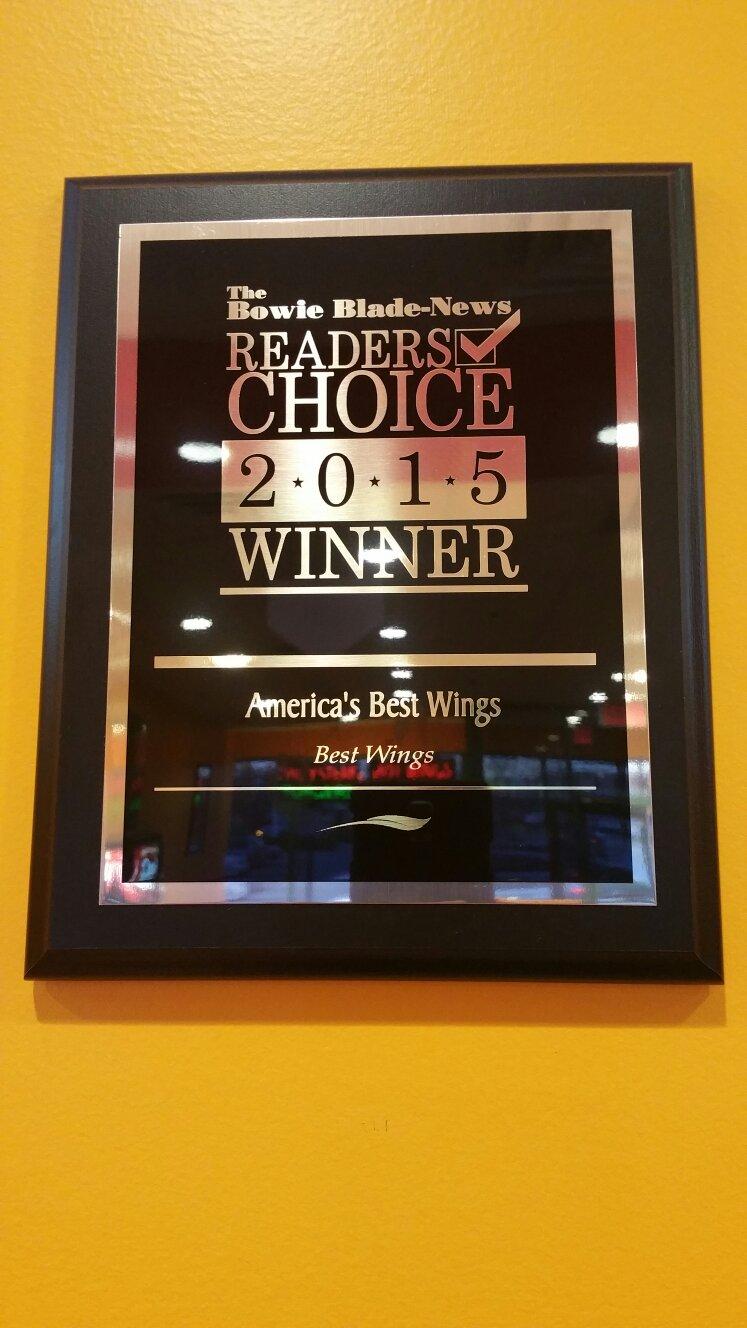 The
Bowie Blade-News
READERS
CHOICE
2·0·1·5
WINNER
America's Best Wings
Best Wings